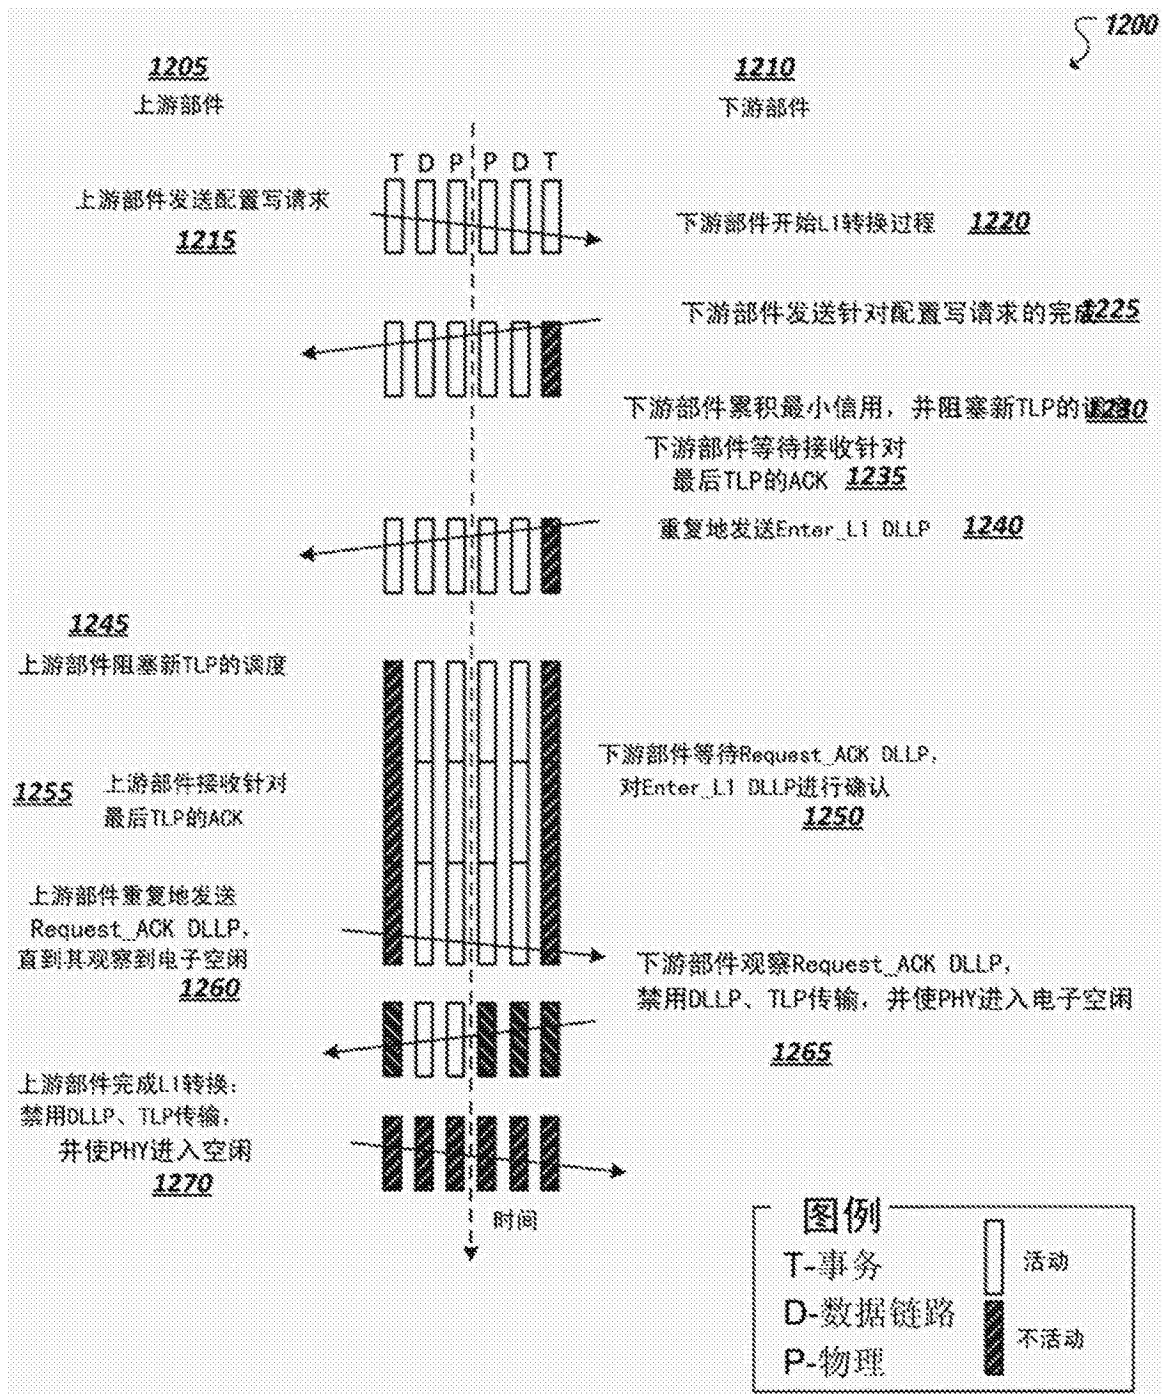 1200
1205
上游部件
1210
下游部件
T D P P D T
上游部件发送配置写请求
1215
下游部件开始L1转换过程 1220
下游部件发送针对配置写请求的完成 1225
下游部件累积最小信用，并阻塞新TLP的调度
下游部件等待接收针对
最后TLP的ACK 1235
重复地发送Enter_L1 DLLP 1240
1245
上游部件阻塞新TLP的调度
下游部件等待Request_ACK DLLP，
对Enter_L1 DLLP进行确认
1250
1255 上游部件接收针对
最后TLP的ACK
上游部件重复地发送
Request_ACK DLLP，
直到其观察到电子空闲
1260
下游部件观察Request_ACK DLLP，
禁用DLLP、TLP传输，并使PHY进入电子空闲
1265
上游部件完成L1转换：
禁用DLLP、TLP传输，
并使PHY进入空闲
1270
时间
图例
T-事务
D-数据链路
P-物理
活动
不活动